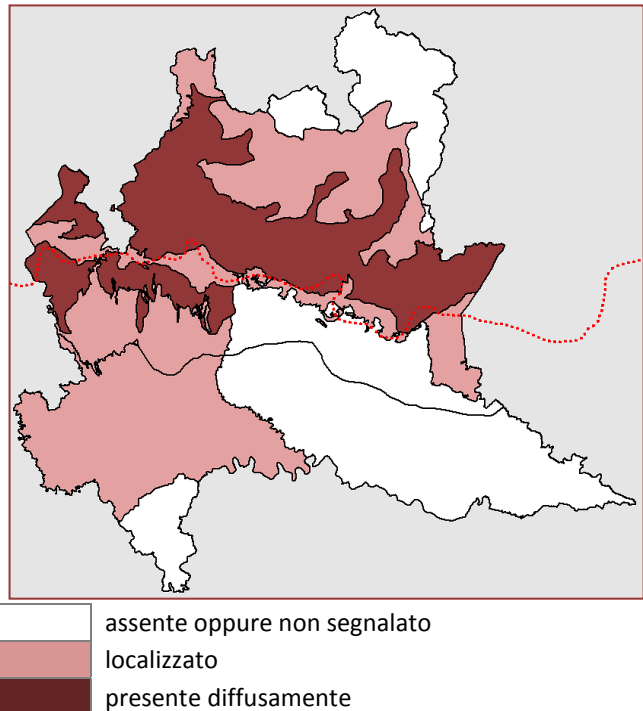 assente oppure non segnalato
localizzato
presente diffusamente